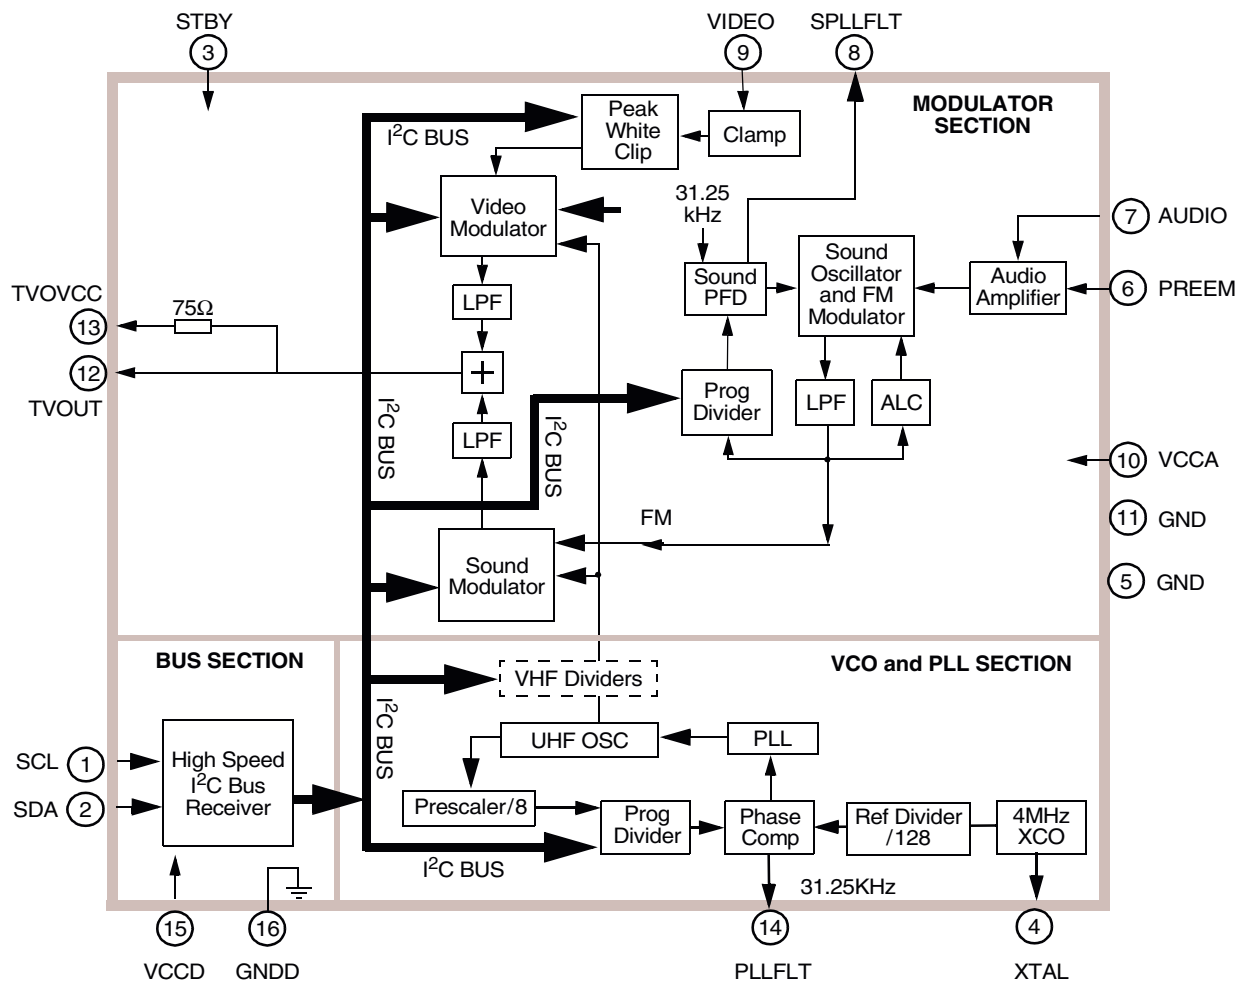 STBY
3
VIDEO
9
SPLLFLT
8
MODULATOR
SECTION
I²C BUS
Peak
White
Clip
Clamp
Video
Modulator
31.25
kHz
7 AUDIO
Sound
PFD
Sound
Oscillator
and FM
Modulator
Audio
Amplifier
6 PREEM
TVOVCC
13
75Ω
LPF
12
TVOUT
+
Prog
Divider
LPF
ALC
I²C BUS
LPF
I²C BUS
10 VCCA
FM
11 GND
Sound
Modulator
5 GND
BUS SECTION
VCO and PLL SECTION
VHF Dividers
I²C BUS
UHF OSC
PLL
SCL 1
SDA 2
High Speed
I²C Bus
Receiver
Prescaler/8
Prog
Divider
Phase
Comp
Ref Divider
/128
4MHz
XCO
I²C BUS
31.25KHz
15
VCCD
16
GNDD
14
PLLFLT
4
XTAL